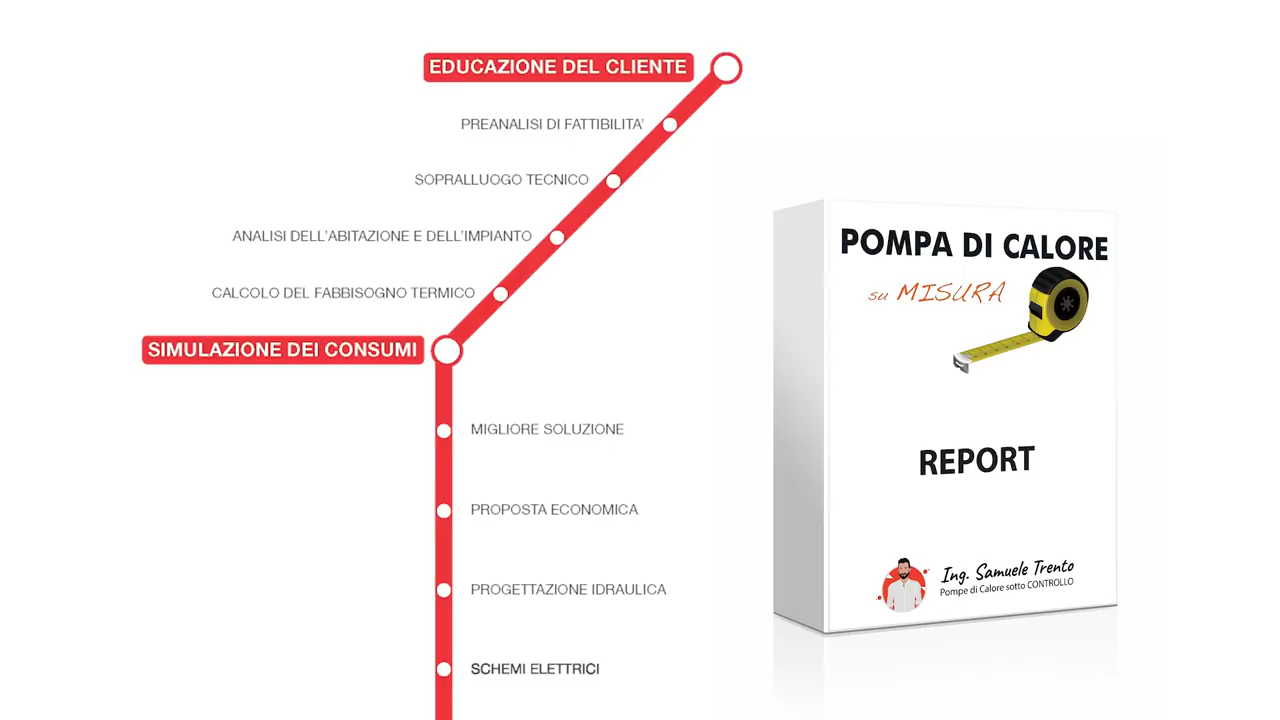 EDUCAZIONE DEL CLIENTE
PREANALISI DI FATTIBILITA'
SOPRALLUOGO TECNICO
ANALISI DELL'ABITAZIONE E DELL'IMPIANTO
CALCOLO DEL FABBISOGNO TERMICO
SIMULAZIONE DEI CONSUMI
MIGLIORE SOLUZIONE
PROPOSTA ECONOMICA
PROGETTAZIONE IDRAULICA
SCHEMI ELETTRICI
POMPA DI CALORE
su MISURA
REPORT
Ing. Samuele Trento
Pompe di Calore sotto CONTROLLO